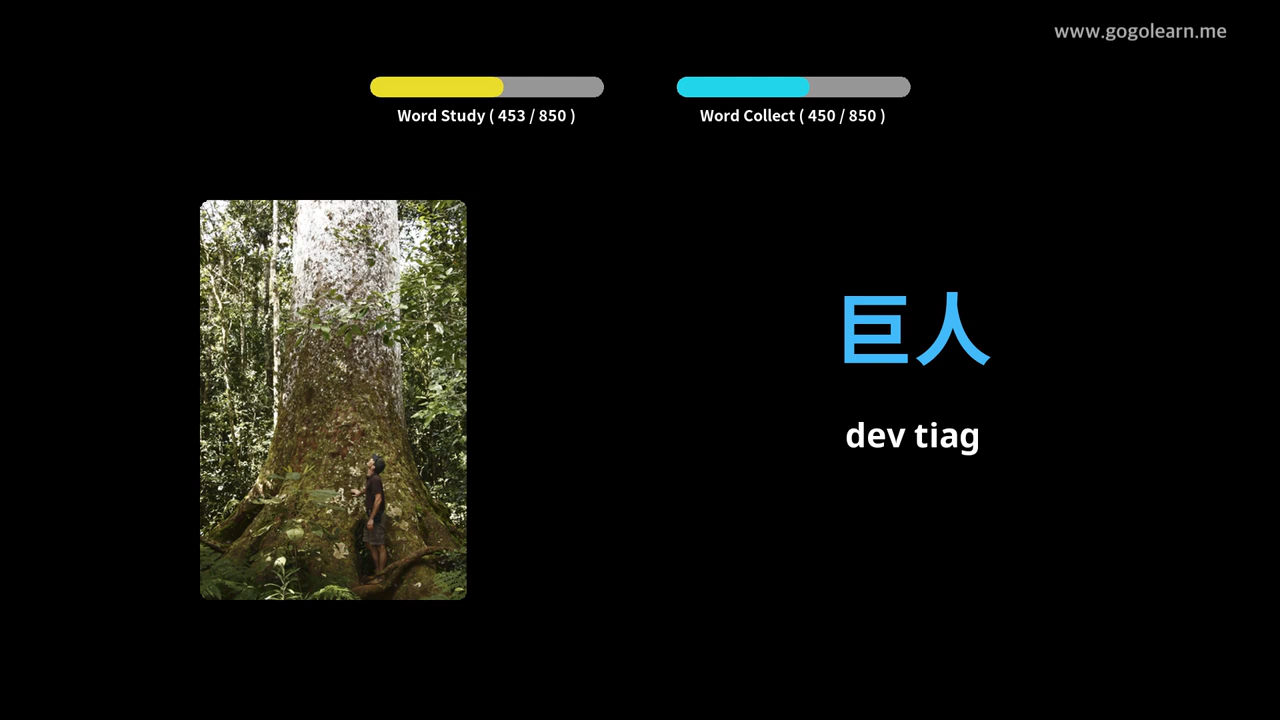 www.gogolearn.me
Word Study ( 453 / 850 )
Word Collect ( 450 / 850 )
巨人
dev tiag